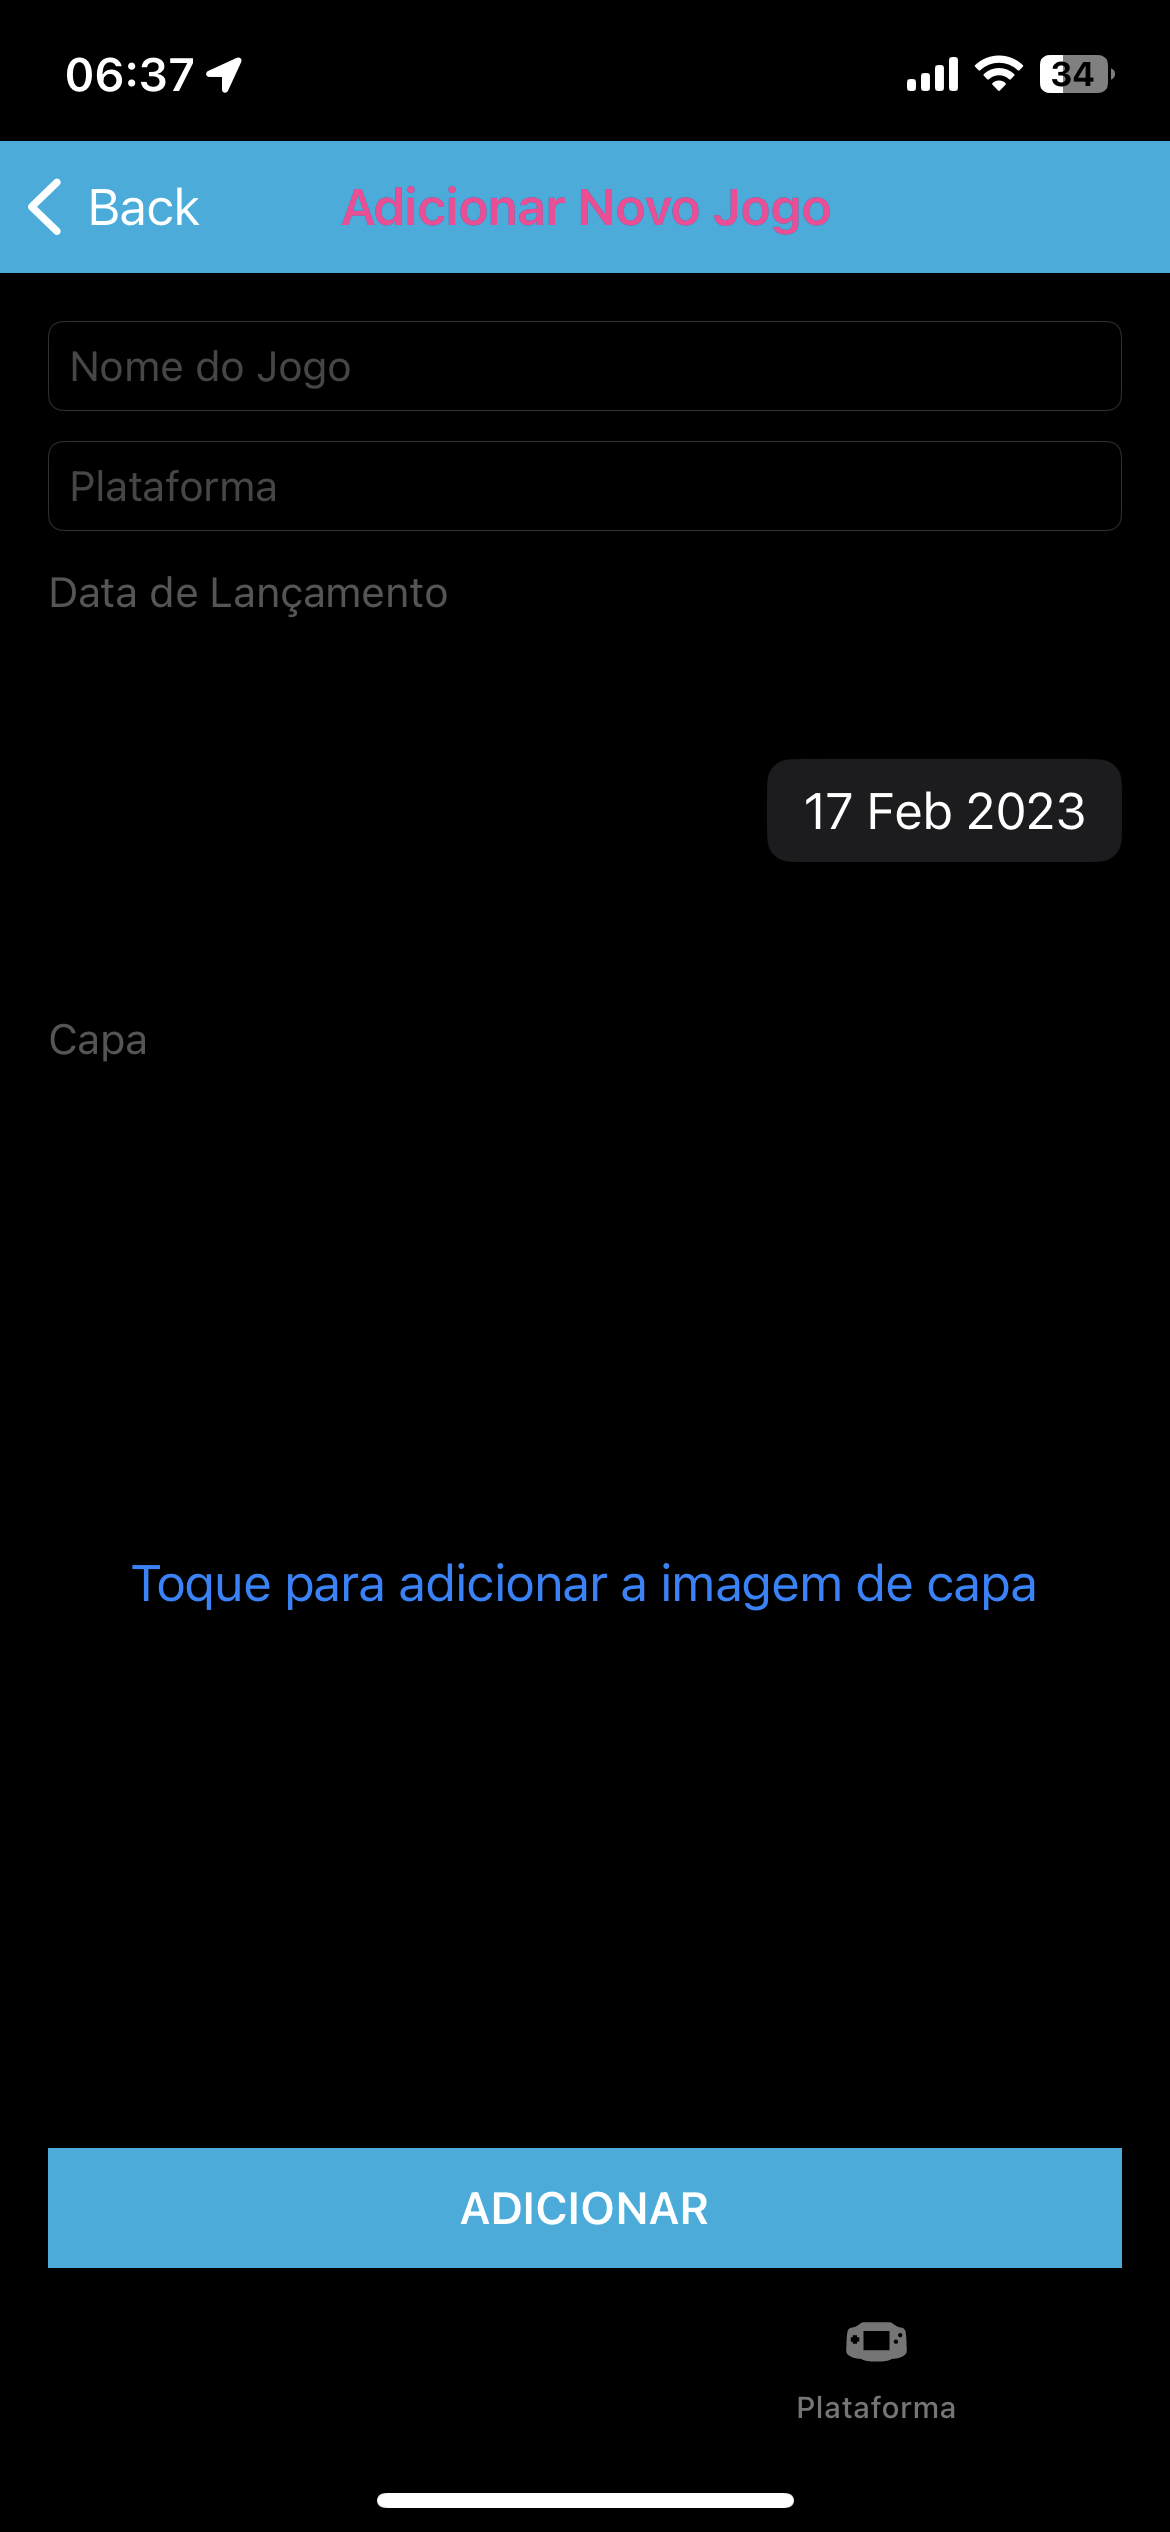 06:37
34
Back
Adicionar Novo Jogo
Nome do Jogo
Plataforma
Data de Lançamento
17 Feb 2023
Capa
Toque para adicionar a imagem de capa
ADICIONAR
Plataforma